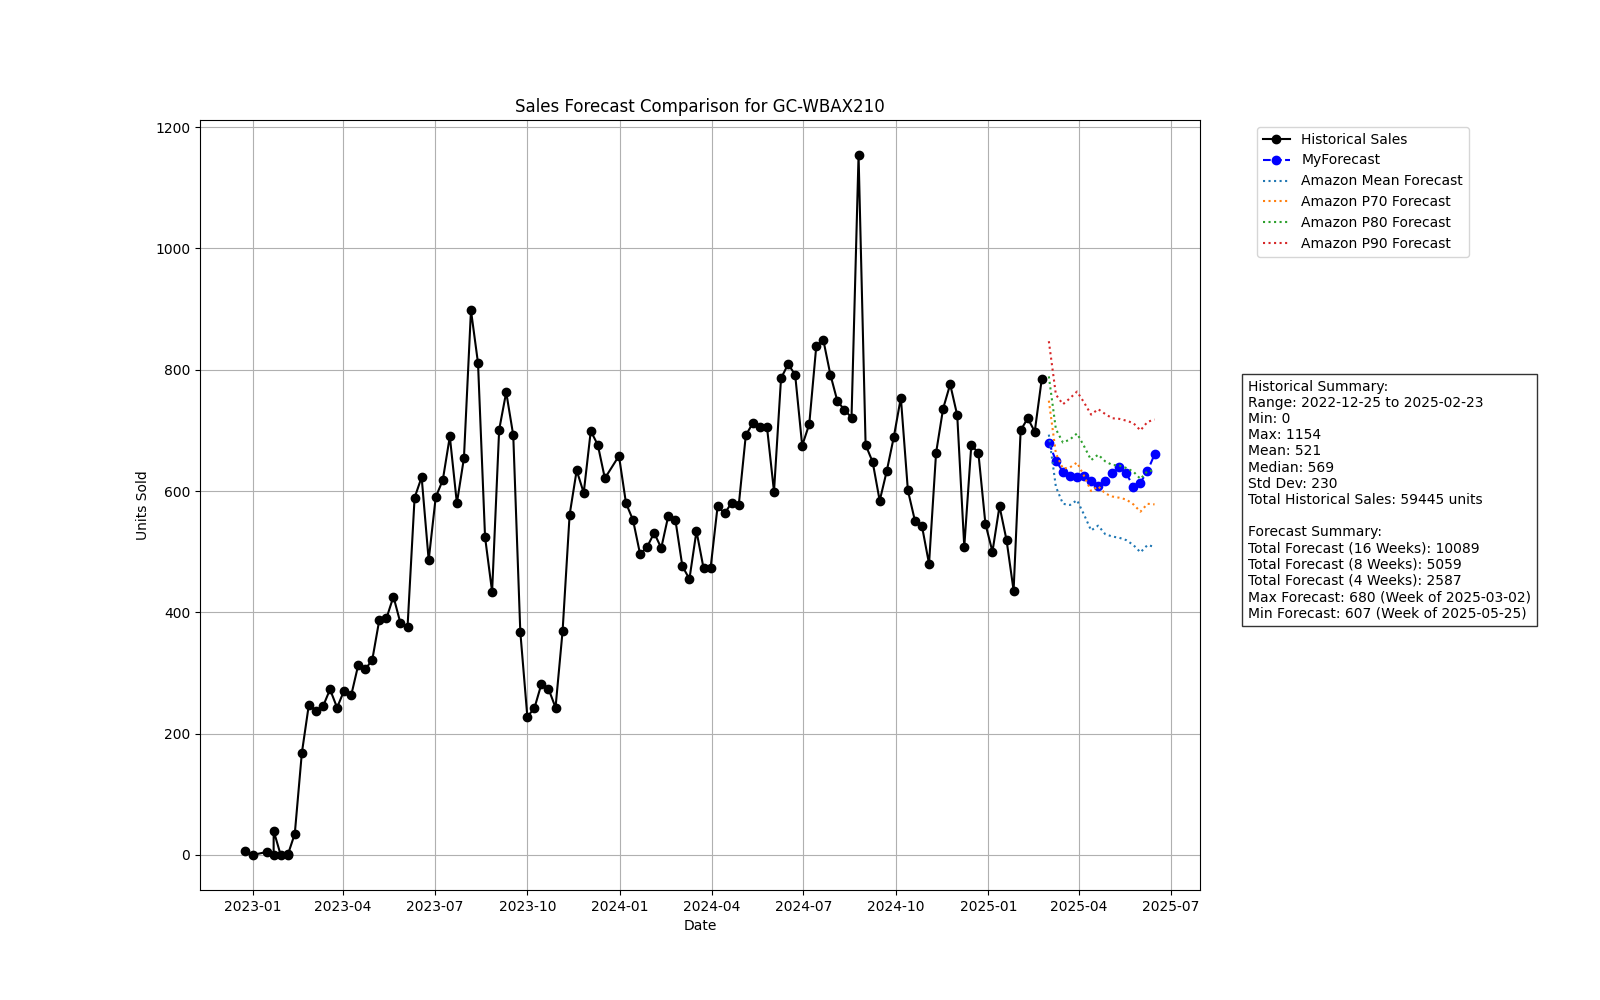 Sales Forecast Comparison for GC-WBAX210
1200
1000
800
600
400
200
0
Units Sold
2023-01 2023-04 2023-07 2023-10 2024-01 2024-04 2024-07 2024-10 2025-01 2025-04 2025-07
Date
Historical Sales
MyForecast
Amazon Mean Forecast
Amazon P70 Forecast
Amazon P80 Forecast
Amazon P90 Forecast
Historical Summary:
Range: 2022-12-25 to 2025-02-23
Min: 0
Max: 1154
Mean: 521
Median: 569
Std Dev: 230
Total Historical Sales: 59445 units
Forecast Summary:
Total Forecast (16 Weeks): 10089
Total Forecast (8 Weeks): 5059
Total Forecast (4 Weeks): 2587
Max Forecast: 680 (Week of 2025-03-02)
Min Forecast: 607 (Week of 2025-05-25)